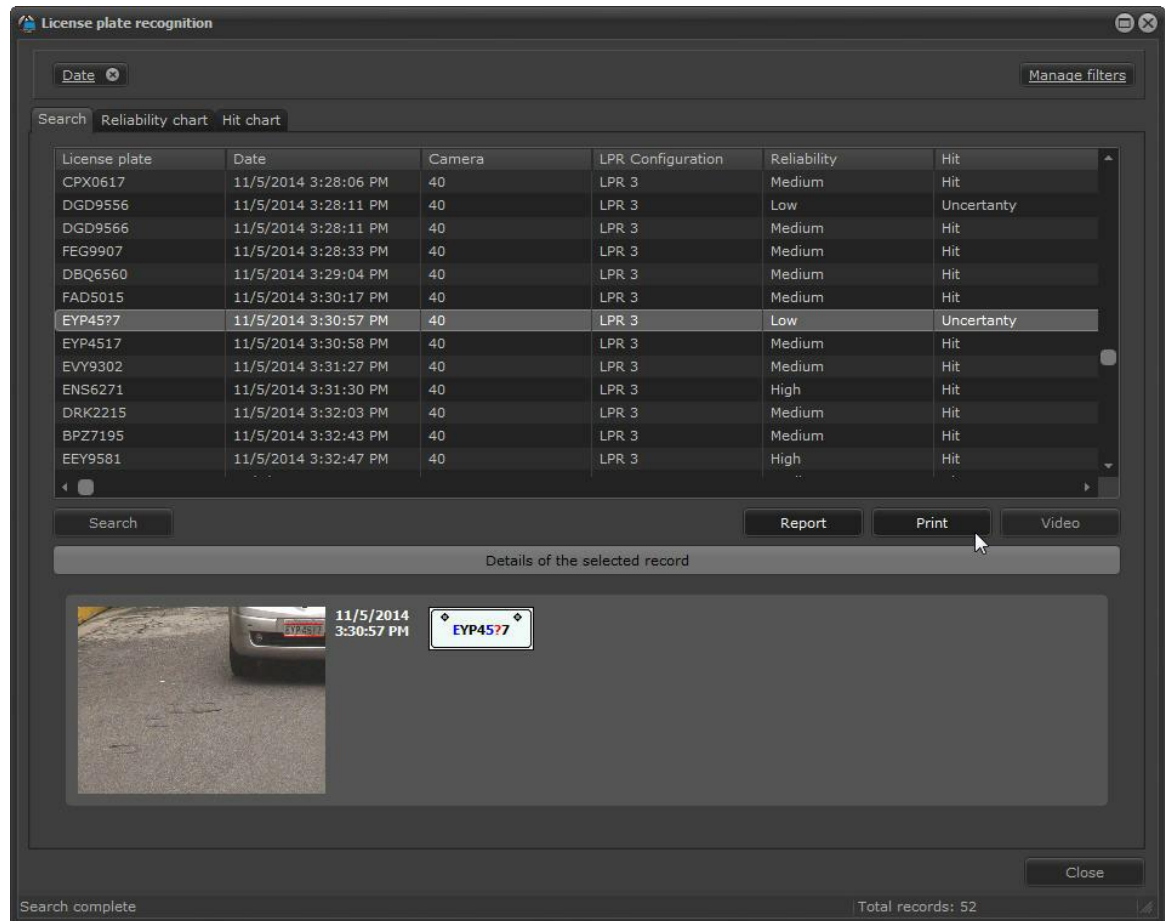 License plate recognition
Date
Manage filters
Search Reliability chart Hit chart
License plate Date Camera LPR Configuration Reliability Hit
CPX0617 11/5/2014 3:28:06 PM 40 LPR 3 Medium Hit
DGD9556 11/5/2014 3:28:11 PM 40 LPR 3 Low Uncertanty
DGD9566 11/5/2014 3:28:11 PM 40 LPR 3 Medium Hit
FEG9907 11/5/2014 3:28:33 PM 40 LPR 3 Medium Hit
DBQ6560 11/5/2014 3:29:04 PM 40 LPR 3 Medium Hit
FAD5015 11/5/2014 3:30:17 PM 40 LPR 3 Medium Hit
EYP45?7 11/5/2014 3:30:57 PM 40 LPR 3 Low Uncertanty
EYP4517 11/5/2014 3:30:58 PM 40 LPR 3 Medium Hit
EVY9302 11/5/2014 3:31:27 PM 40 LPR 3 Medium Hit
ENS6271 11/5/2014 3:31:30 PM 40 LPR 3 High Hit
DRK2215 11/5/2014 3:32:03 PM 40 LPR 3 Medium Hit
BPZ7195 11/5/2014 3:32:43 PM 40 LPR 3 Medium Hit
EEY9581 11/5/2014 3:32:47 PM 40 LPR 3 High Hit
Search Report Print Video
Details of the selected record
11/5/2014
3:30:57 PM
EYP45?7
Close
Search complete Total records: 52